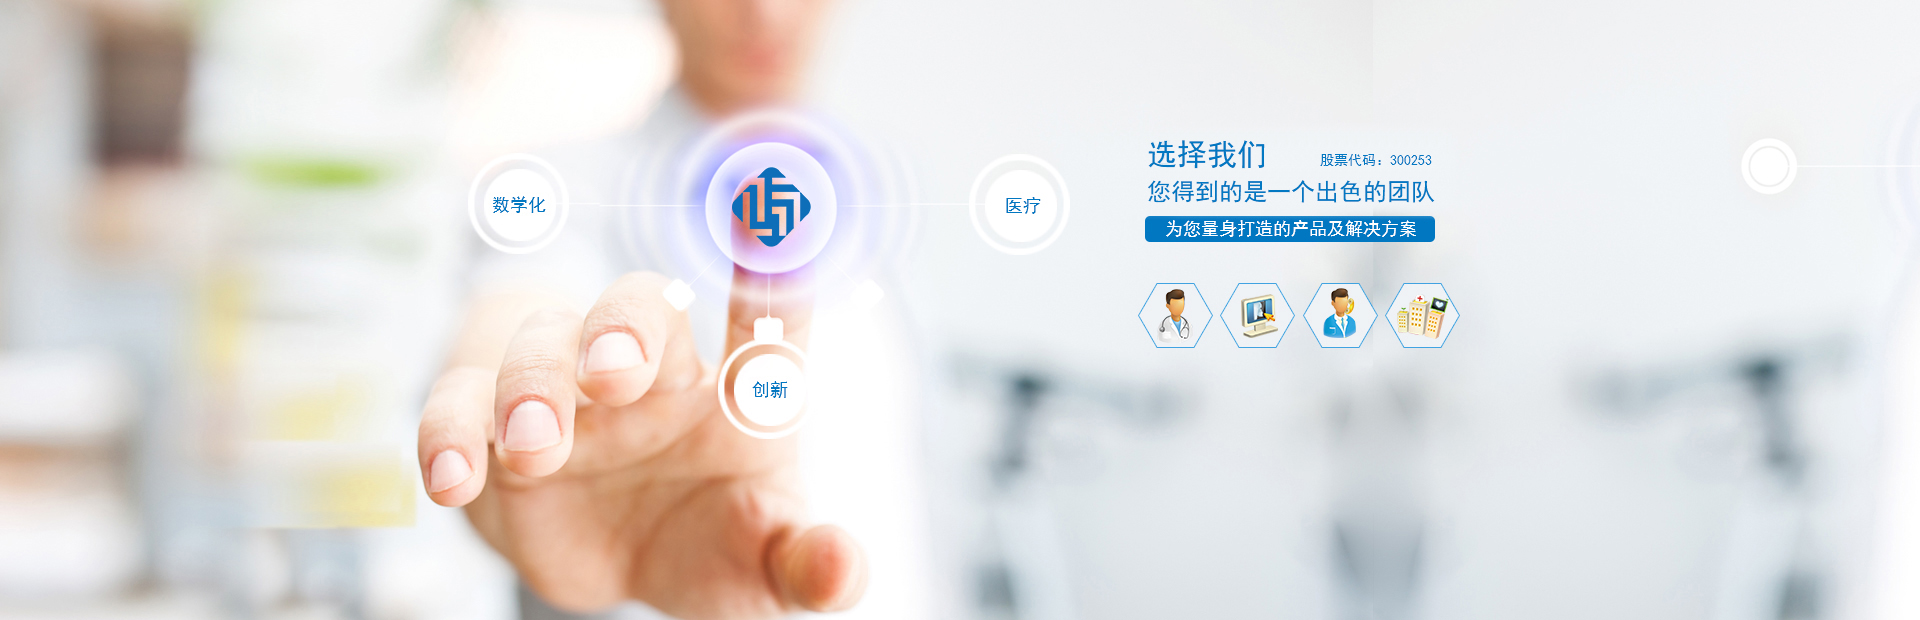 数学化
医疗
创新
选择我们
股票代码：300253
您得到的是一个出色的团队
为您量身打造的产品及解决方案